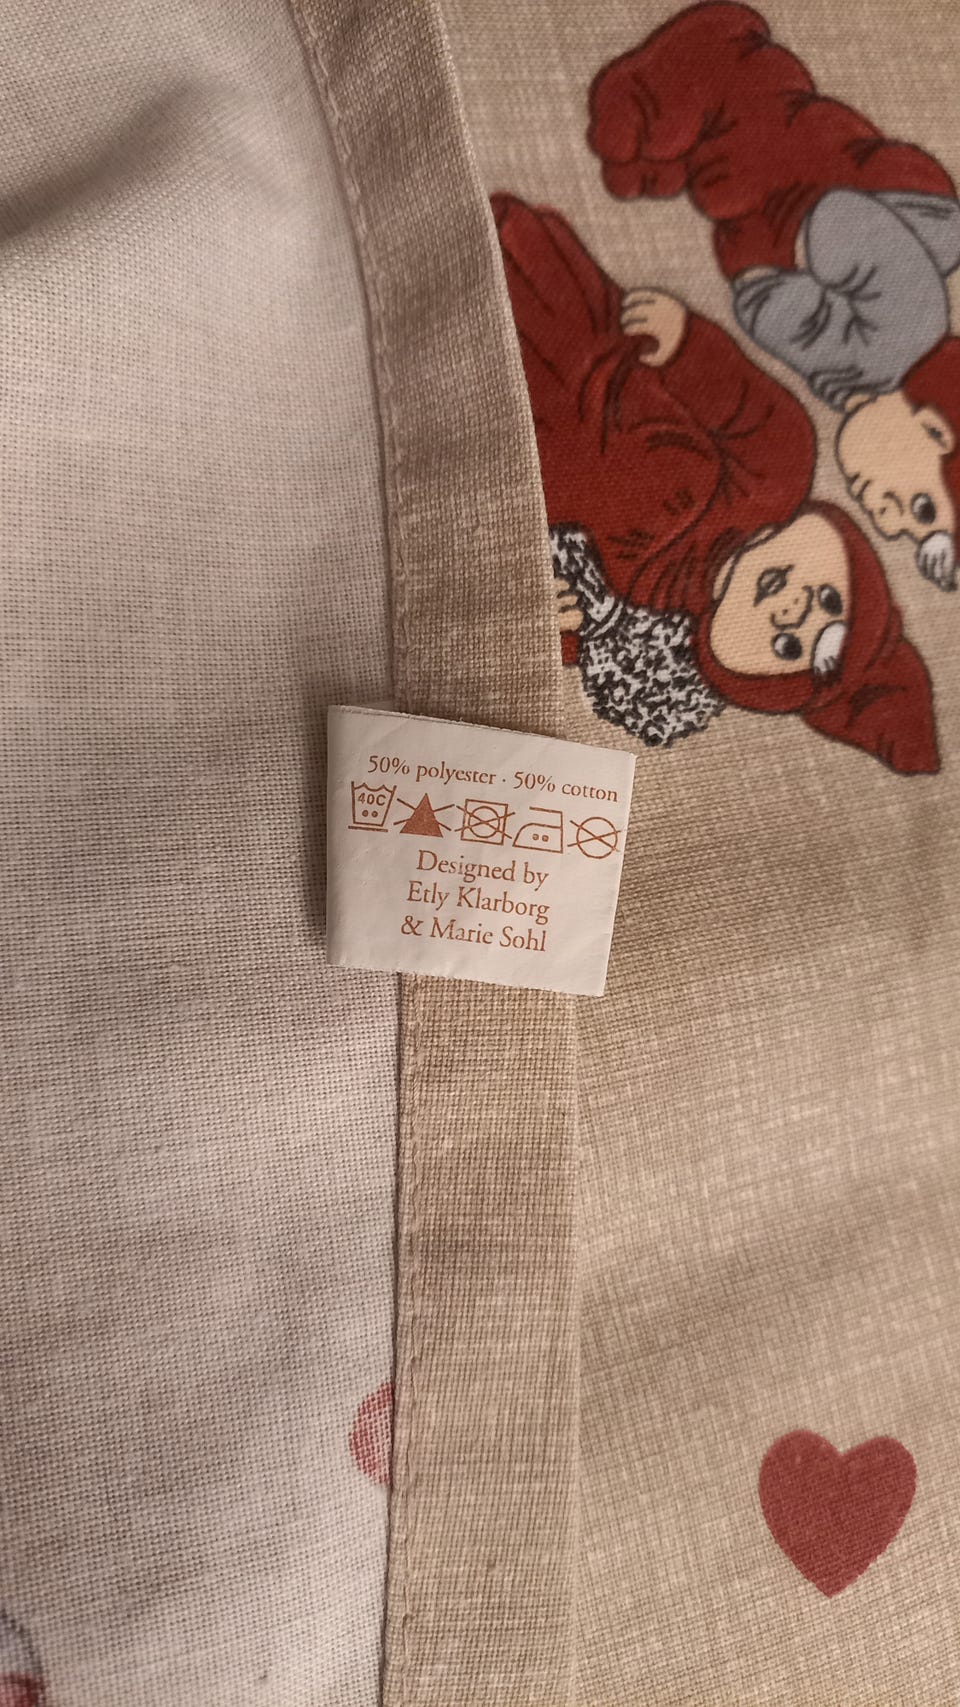 50% polyester · 50% cotton
40C
Designed by
Etly Klarborg
& Marie Sohl